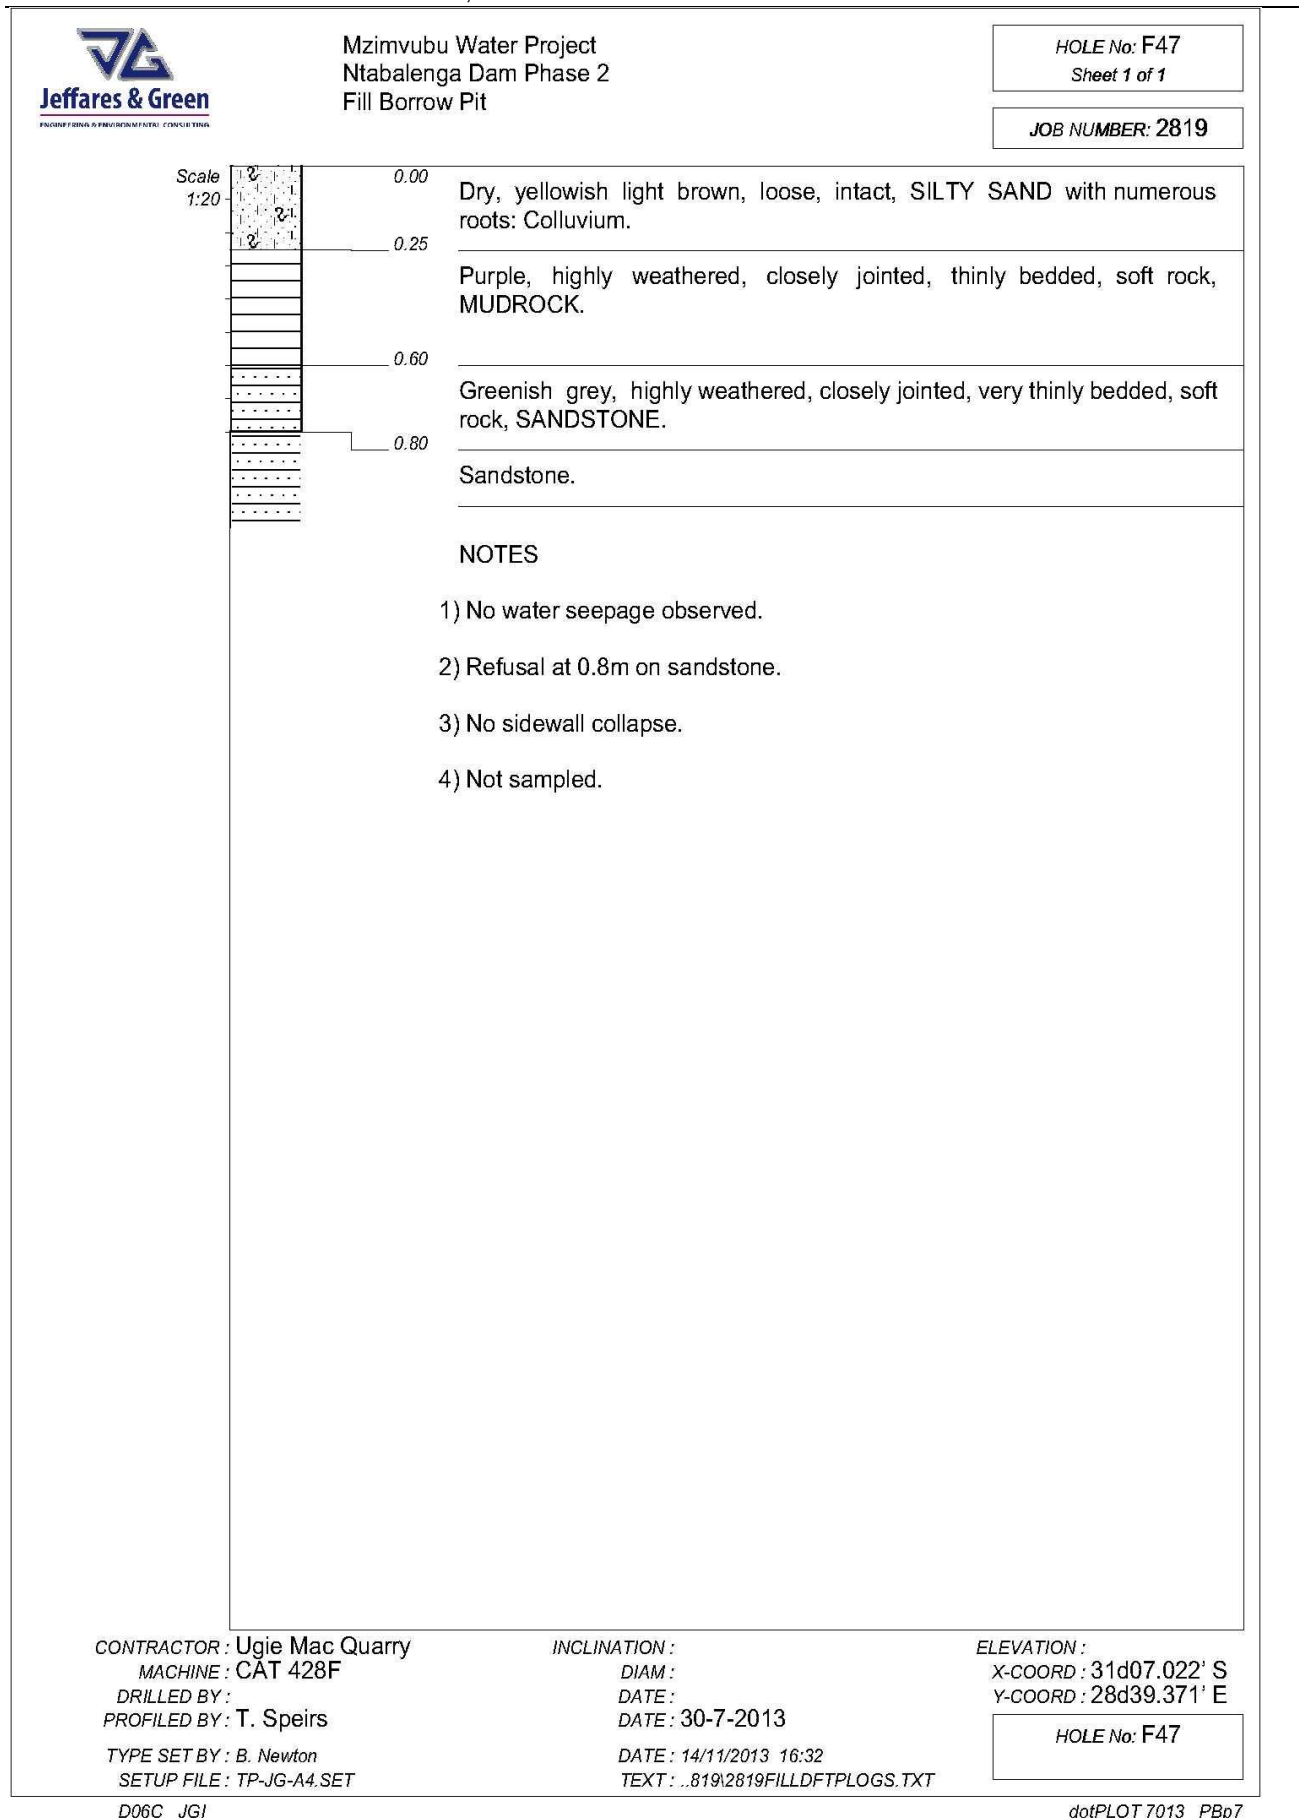 Jeffares & Green
ENGINEERING & ENVIRONMENTAL CONSULTING
Mzimvubu Water Project
Ntabalenga Dam Phase 2
Fill Borrow Pit
HOLE No: F47
Sheet 1 of 1
JOB NUMBER: 2819
Scale
1:20
0.00
Dry, yellowish light brown, loose, intact, SILTY SAND with numerous
roots: Colluvium.
0.25
Purple, highly weathered, closely jointed, thinly bedded, soft rock,
MUDROCK.
0.60
Greenish grey, highly weathered, closely jointed, very thinly bedded, soft
rock, SANDSTONE.
0.80
Sandstone.
NOTES
1) No water seepage observed.
2) Refusal at 0.8m on sandstone.
3) No sidewall collapse.
4) Not sampled.
CONTRACTOR : Ugie Mac Quarry
MACHINE : CAT 428F
DRILLED BY :
PROFILED BY : T. Speirs
TYPE SET BY : B. Newton
SETUP FILE : TP-JG-A4.SET
INCLINATION :
DIAM :
DATE :
DATE : 30-7-2013
DATE : 14/11/2013 16:32
TEXT : ..819\2819FILLDFTPLOGS.TXT
ELEVATION :
X-COORD : 31d07.022' S
Y-COORD : 28d39.371' E
HOLE No: F47
D06C JGI
dotPLOT 7013 PBp7